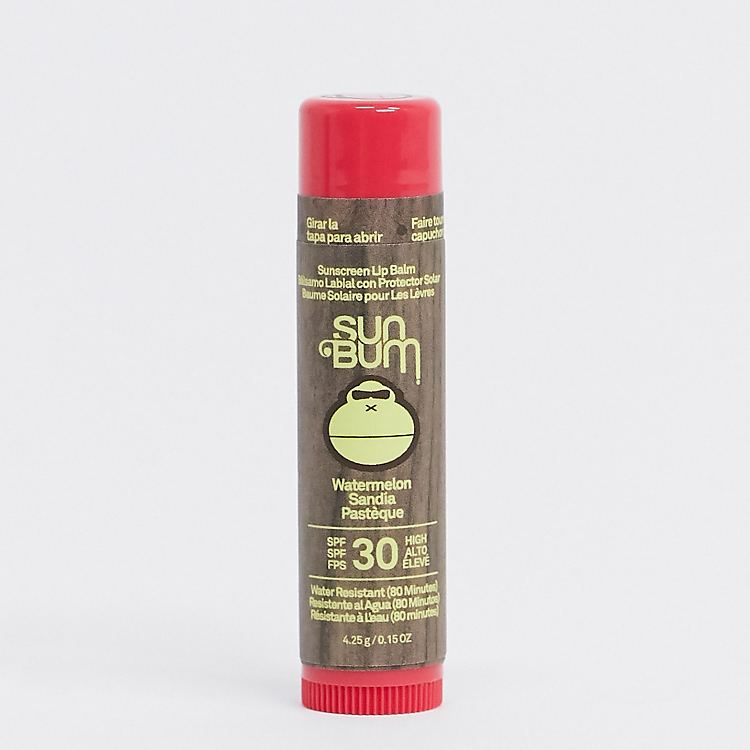 Girar la
tapa para abrir
Faire
Sunscreen Lip Balm
Labial con Protector Solar
Baume Solaire pour Les Lèvres
SUN
BUM
Watermelon
Sandia
Pastèque
SPF
SPF
FPS
30
HIGH
ALTO
ÉLEVÉ
Water Resistant (80 Minutes)
Resistente al Agua (80 Minutos)
Résistante à L'eau (80 minutes)
4.25 g / 0.15 OZ